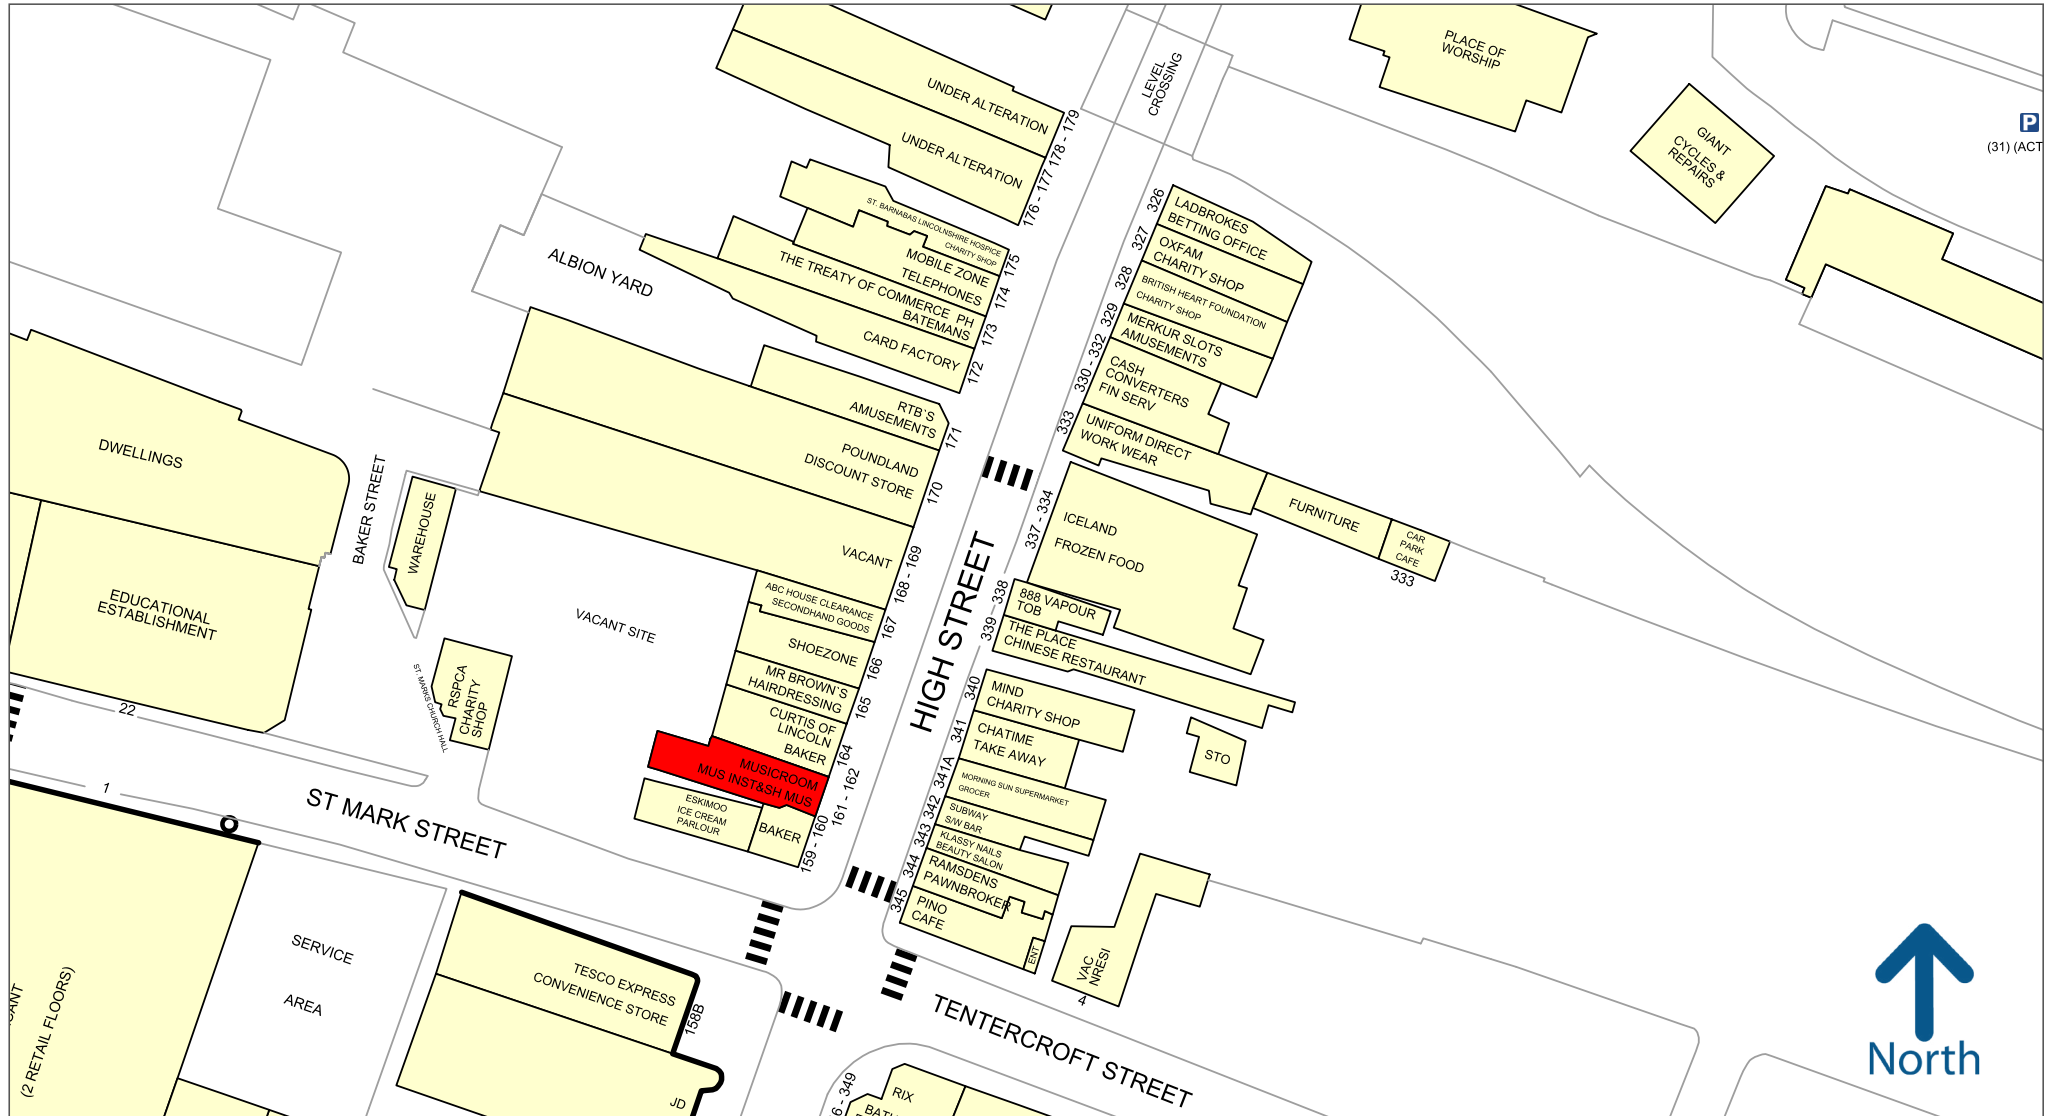 UNDER ALTERATION
178 - 179
UNDER ALTERATION
176 - 177
ST. BARNABAS LINCOLNSHIRE HOSPICE
CHARITY SHOP
175
MOBILE ZONE
TELEPHONES
174
THE TREATY OF COMMERCE PH
BATEMANS
173
CARD FACTORY
172
ALBION YARD
RTB`S
AMUSEMENTS
171
POUNDLAND
DISCOUNT STORE
170
VACANT
168 - 169
ABC HOUSE CLEARANCE
SECONDHAND GOODS
167
SHOEZONE
166
MR BROWN`S
HAIRDRESSING
165
CURTIS OF
LINCOLN
BAKER
164
MUSICROOM
MUS INST&SH MUS
161 - 162
ESKIMOO
ICE CREAM
PARLOUR
BAKER
159 - 160
LEVEL
CROSSING
PLACE OF
WORSHIP
GIANT
CYCLES &
REPAIRS
P
(31) (ACT
326
LADBROKES
BETTING OFFICE
327
OXFAM
CHARITY SHOP
328
BRITISH HEART FOUNDATION
CHARITY SHOP
329
MERKUR SLOTS
AMUSEMENTS
330 - 332
CASH
CONVERTERS
FIN SERV
333
UNIFORM DIRECT
WORK WEAR
FURNITURE
CAR
PARK
CAFE
333
337 - 334
ICELAND
FROZEN FOOD
338
888 VAPOUR
TOB
339
THE PLACE
CHINESE RESTAURANT
340
MIND
CHARITY SHOP
341
CHATIME
TAKE AWAY
STO
341A
MORNING SUN SUPERMARKET
GROCER
342
SUBWAY
S/W BAR
343
KLASSY NAILS
BEAUTY SALON
344
RAMSDENS
PAWNBROKER
345
PINO
CAFE
ENT
VAC
NRESI
4
HIGH STREET
DWELLINGS
EDUCATIONAL
ESTABLISHMENT
BAKER STREET
WAREHOUSE
VACANT SITE
RSPCA
CHARITY
SHOP
ST. MARKS CHURCH HALL
22
1
ST MARK STREET
SERVICE
AREA
(2 RETAIL FLOORS)
TESCO EXPRESS
CONVENIENCE STORE
158B
JD
TENTERCROFT STREET
6 - 349
RIX
North